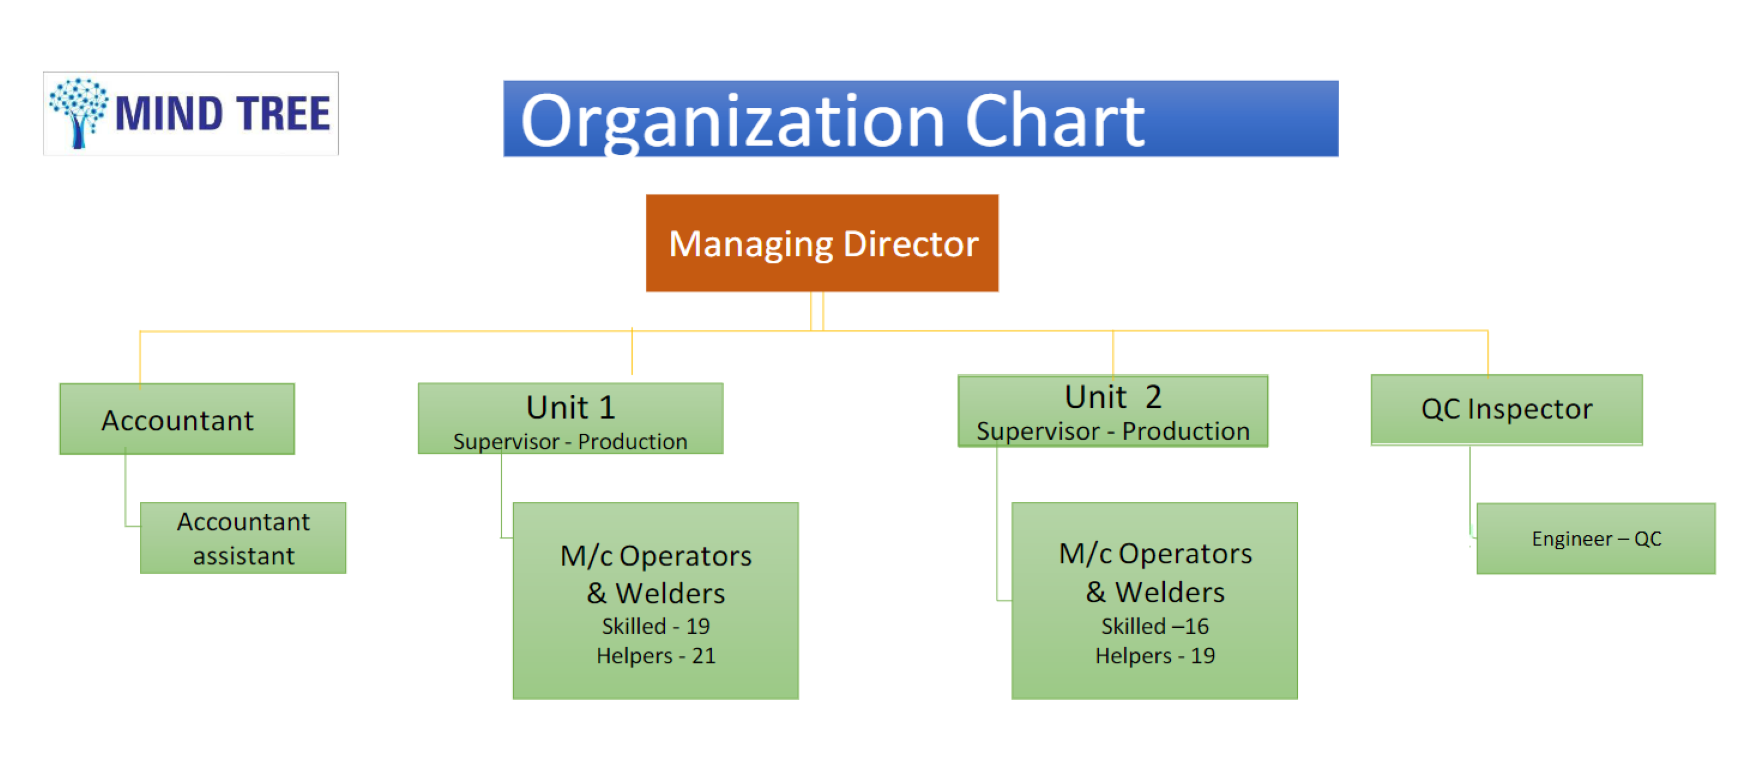 MIND TREE
Organization Chart
Managing Director
Accountant
Unit 1
Supervisor - Production
Unit  2
Supervisor - Production
QC Inspector
Accountant
assistant
M/c Operators
& Welders
Skilled - 19
Helpers - 21
M/c Operators
& Welders
Skilled –16
Helpers - 19
Engineer – QC